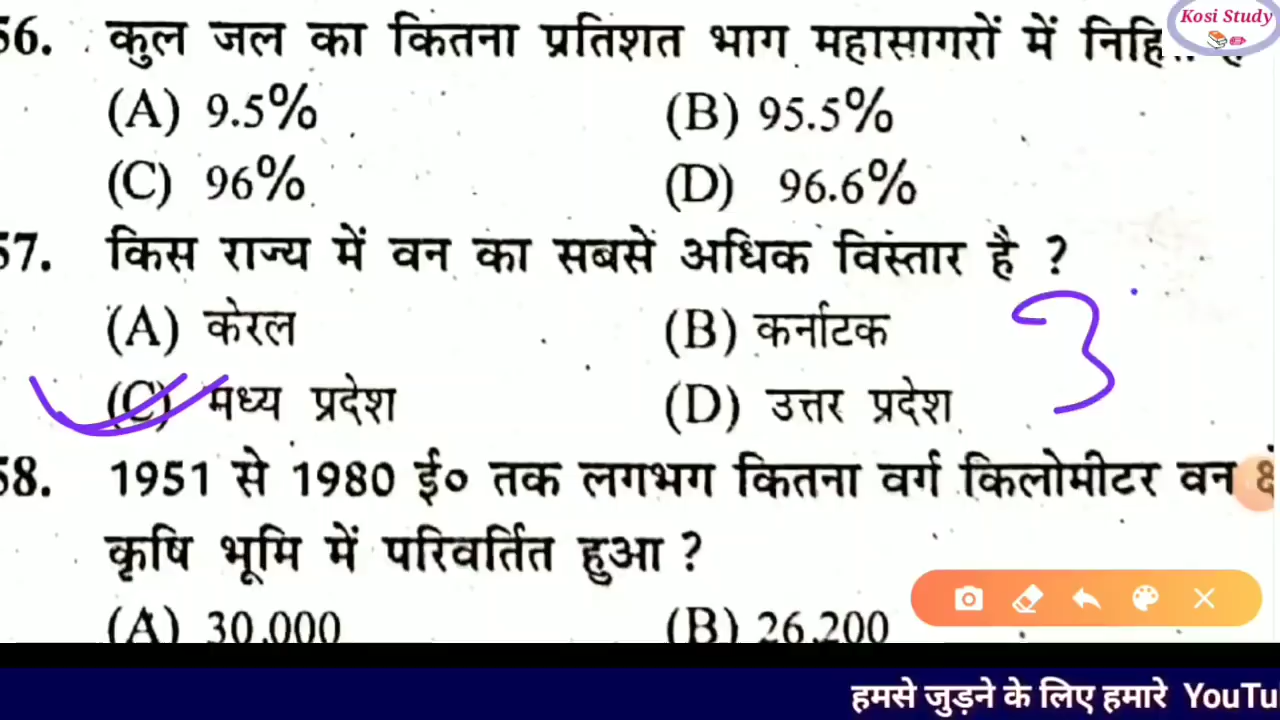 Kosi Study
56. कुल जल का कितना प्रतिशत भाग महासागरों में
(A) 9.5% (B) 95.5%
(C) 96% (D) 96.6%
57. किस राज्य में वन का सबसे अधिक विस्तार है ?
(A) केरल (B) कर्नाटक
(C) मध्य प्रदेश (D) उत्तर प्रदेश
3
58. 1951 से 1980 ई० तक लगभग कितना वर्ग किलोमीटर वन
कृषि भूमि में परिवर्तित हुआ ?
(A) 30,000 (B) 26,200
हमसे जुड़ने के लिए हमारे YouTu